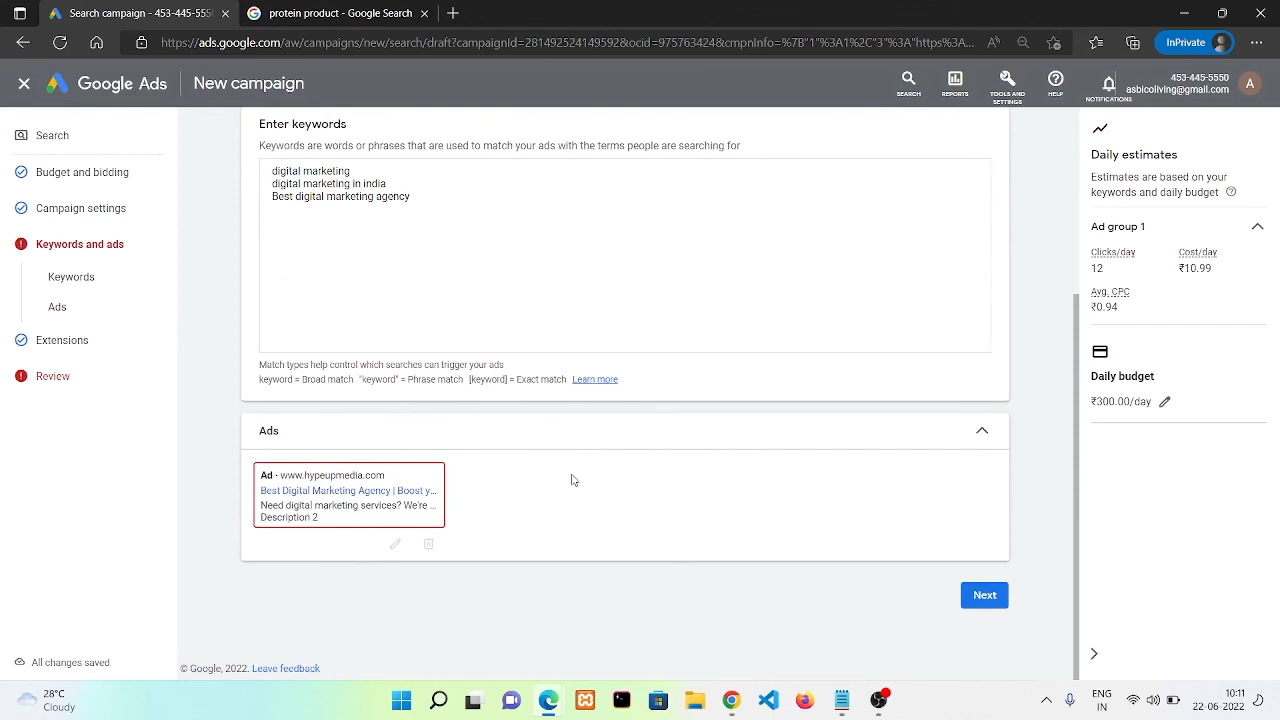 Search campaign - 453-445-555
protein product - Google Search
https://ads.google.com/aw/campaigns/new/search/draft?campaignId=281492524149592&ocid=9757634248&cmpnInfo=%7B"1%3A1%2C"3"%3A"https%3A...
InPrivate
Google Ads
New campaign
SEARCH
REPORTS
TOOLS AND SETTINGS
HELP
NOTIFICATIONS
453-445-5550
asbicoliving@gmail.com
A
Search
Budget and bidding
Campaign settings
Keywords and ads
Keywords
Ads
Extensions
Review
All changes saved
Enter keywords
Keywords are words or phrases that are used to match your ads with the terms people are searching for
digital marketing
digital marketing in india
Best digital marketing agency
Match types help control which searches can trigger your ads
keyword = Broad match "keyword" = Phrase match [keyword] = Exact match Learn more
Ads
Ad · www.hypeupmedia.com
Best Digital Marketing Agency | Boost y...
Need digital marketing services? We're ...
Description 2
Next
© Google, 2022. Leave feedback
Daily estimates
Estimates are based on your
keywords and daily budget
Ad group 1
Clicks/day Cost/day
12 ₹10.99
Avg. CPC
₹0.94
Daily budget
₹300.00/day
28°C
Cloudy
ENG
IN
10:11
22-06-2022